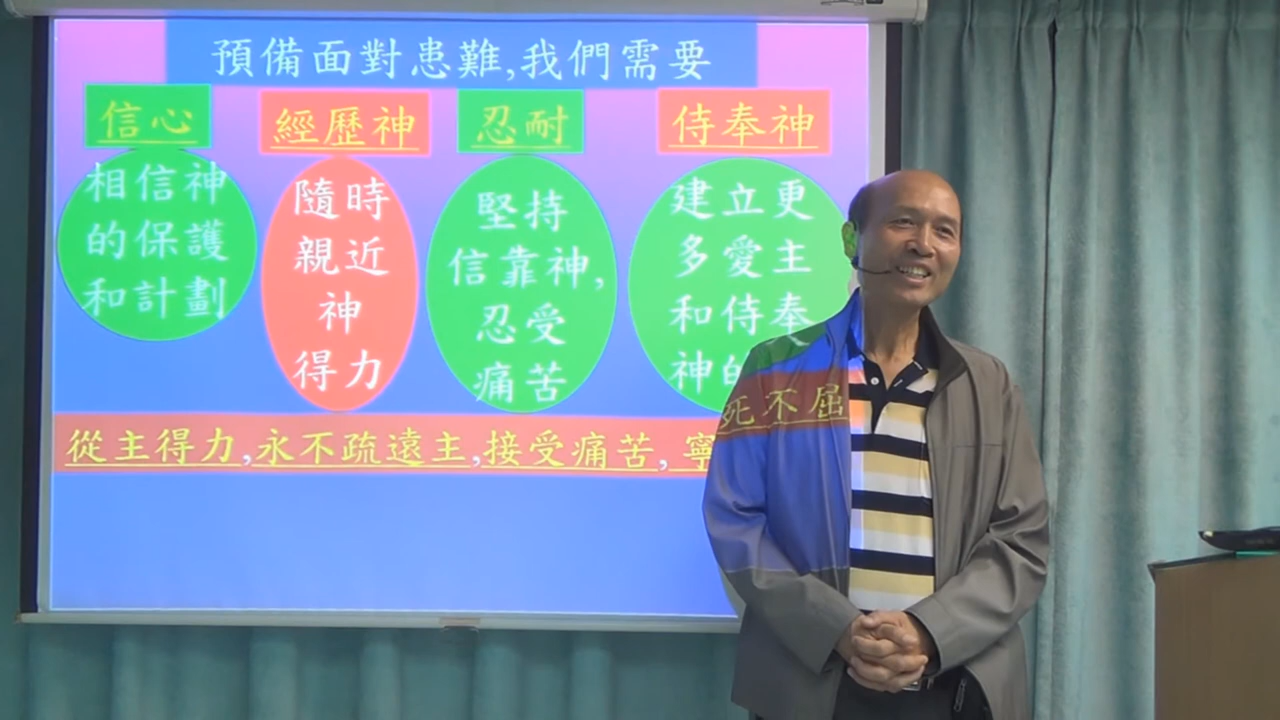 預備面對患難,我們需要
信心
經歷神
忍耐
侍奉神
相信神
的保護
和計劃
隨時
親近
神
得力
堅持
信靠神,
忍受
痛苦
建立更
多愛主
和侍奉
神的
從主得力,永不疏遠主,接受痛苦,寧死不屈